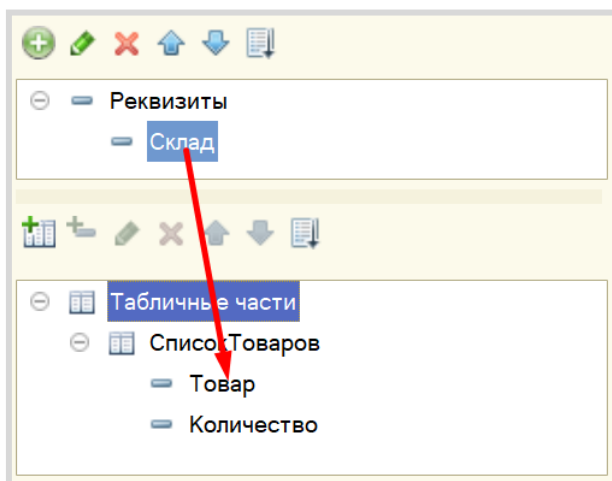 Реквизиты
Склад
Табличные части
СписокТоваров
Товар
Количество